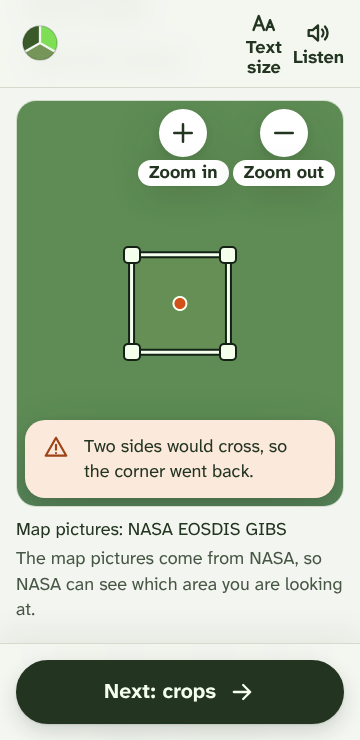 AA
Text
size
Listen
Zoom in
Zoom out
Two sides would cross, so
the corner went back.
Map pictures: NASA EOSDIS GIBS
The map pictures come from NASA, so
NASA can see which area you are looking
at.
Next: crops